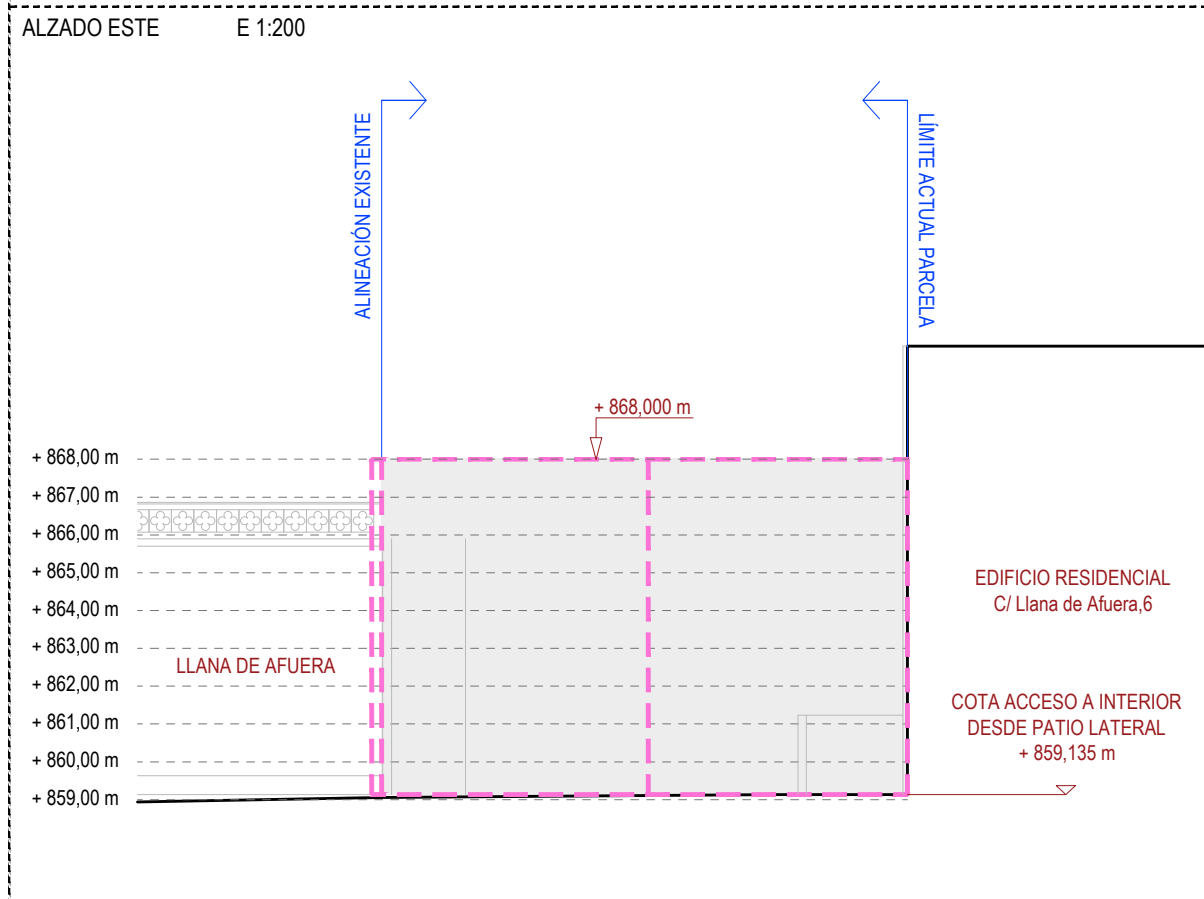 ALZADO ESTE E 1:200
ALINEACIÓN EXISTENTE
LÍMITE ACTUAL PARCELA
+ 868,000 m
+ 868,00 m
+ 867,00 m
+ 866,00 m
+ 865,00 m
+ 864,00 m
+ 863,00 m
+ 862,00 m
+ 861,00 m
+ 860,00 m
+ 859,00 m
LLANA DE AFUERA
EDIFICIO RESIDENCIAL
C/ Llana de Afuera,6
COTA ACCESO A INTERIOR
DESDE PATIO LATERAL
+ 859,135 m